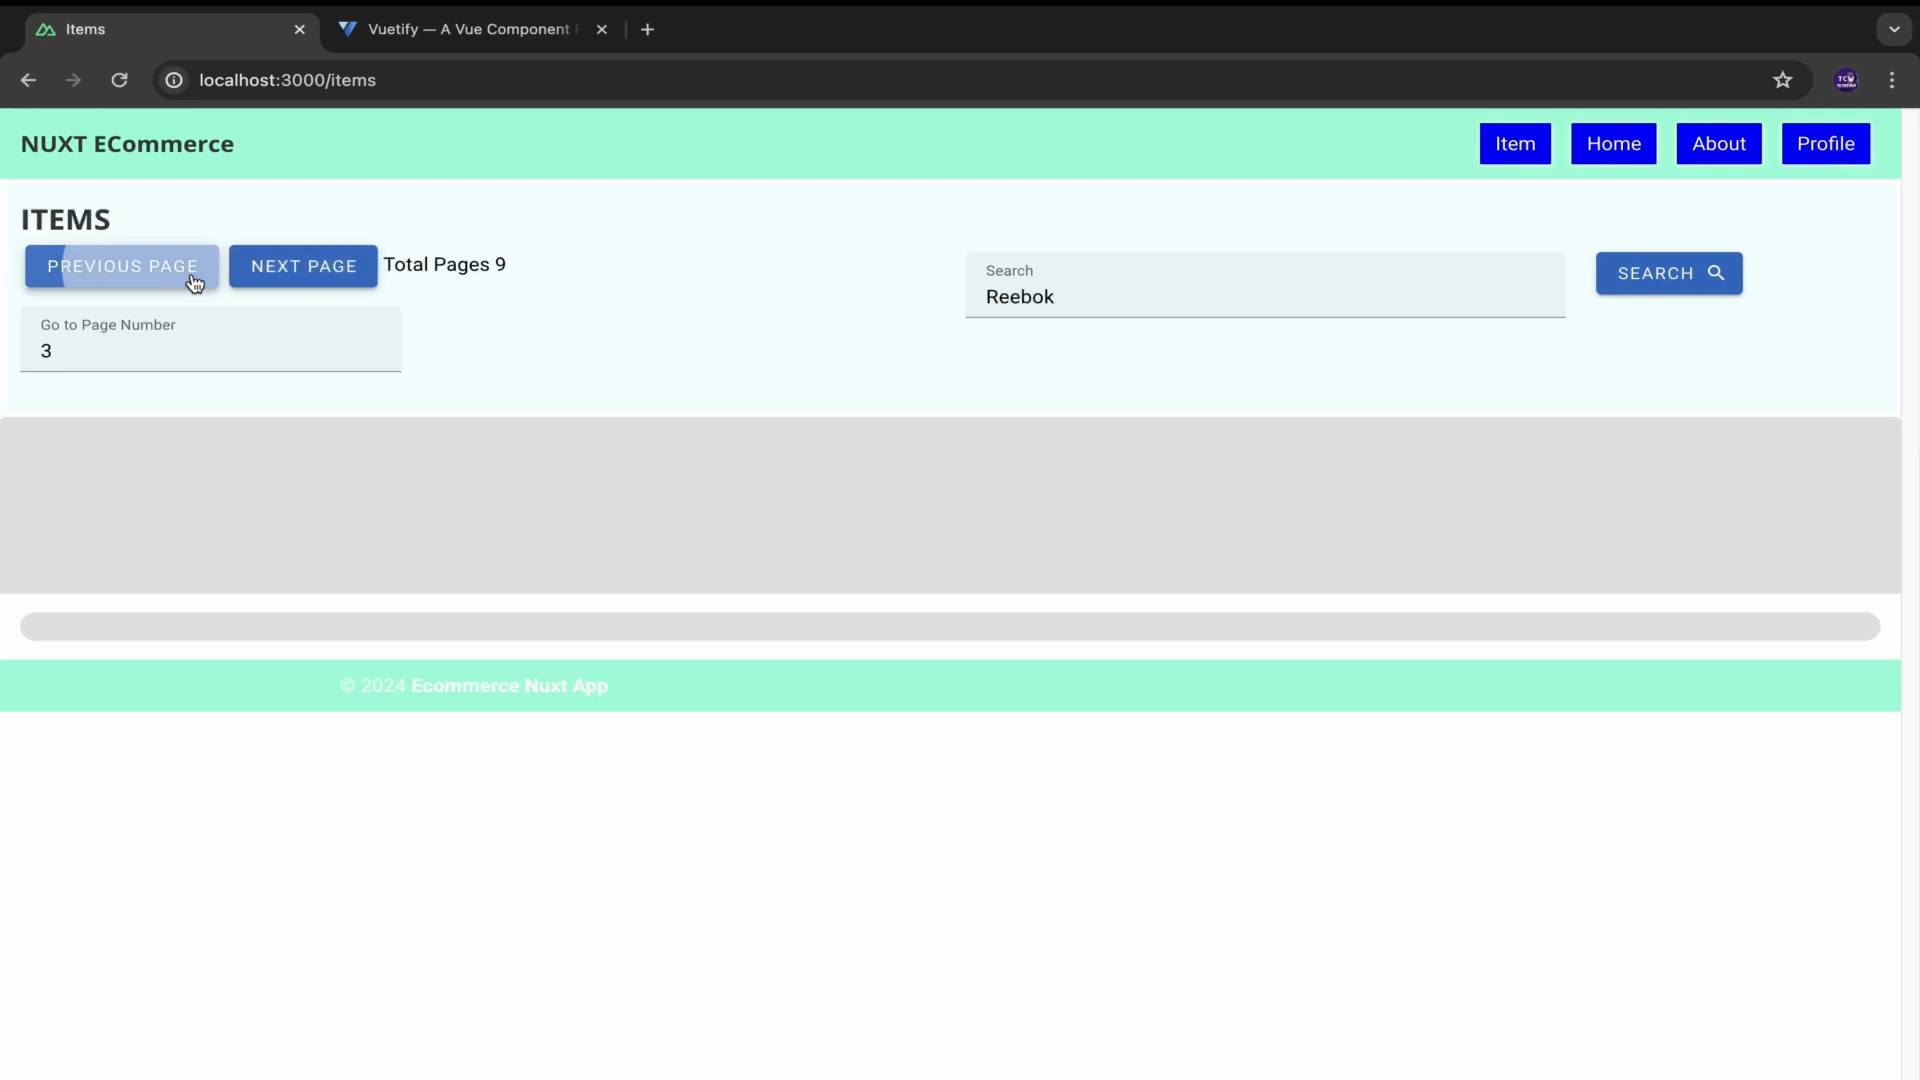 Items
Vuetify — A Vue Component
localhost:3000/items
TCW
NUXT ECommerce
Item
Home
About
Profile
ITEMS
PREVIOUS PAGE
NEXT PAGE
Total Pages 9
Search
Reebok
SEARCH
Go to Page Number
3
© 2024 Ecommerce Nuxt App